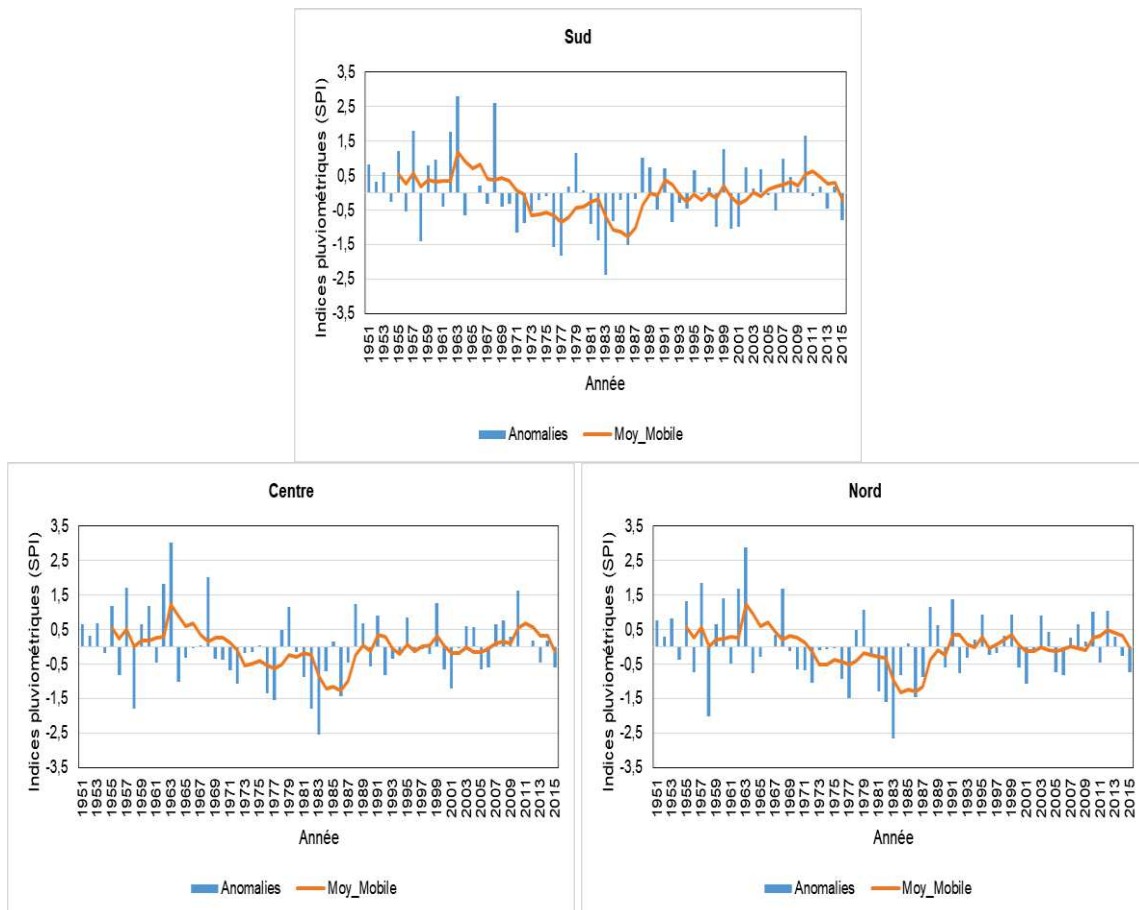 Sud
Indices pluviométriques (SPI)
3,5
2,5
1,5
0,5
-0,5
-1,5
-2,5
-3,5
1951 1953 1955 1957 1959 1961 1963 1965 1967 1969 1971 1973 1975 1977 1979 1981 1983 1985 1987 1989 1991 1993 1995 1997 1999 2001 2003 2005 2007 2009 2011 2013 2015
Année
Anomalies Moy_Mobile
Centre
Indices pluviométriques (SPI)
3,5
2,5
1,5
0,5
-0,5
-1,5
-2,5
-3,5
1951 1953 1955 1957 1959 1961 1963 1965 1967 1969 1971 1973 1975 1977 1979 1981 1983 1985 1987 1989 1991 1993 1995 1997 1999 2001 2003 2005 2007 2009 2011 2013 2015
Année
Anomalies Moy_Mobile
Nord
Indices pluviométriques (SPI)
3,5
2,5
1,5
0,5
-0,5
-1,5
-2,5
-3,5
1951 1953 1955 1957 1959 1961 1963 1965 1967 1969 1971 1973 1975 1977 1979 1981 1983 1985 1987 1989 1991 1993 1995 1997 1999 2001 2003 2005 2007 2009 2011 2013 2015
Année
Anomalies Moy_Mobile